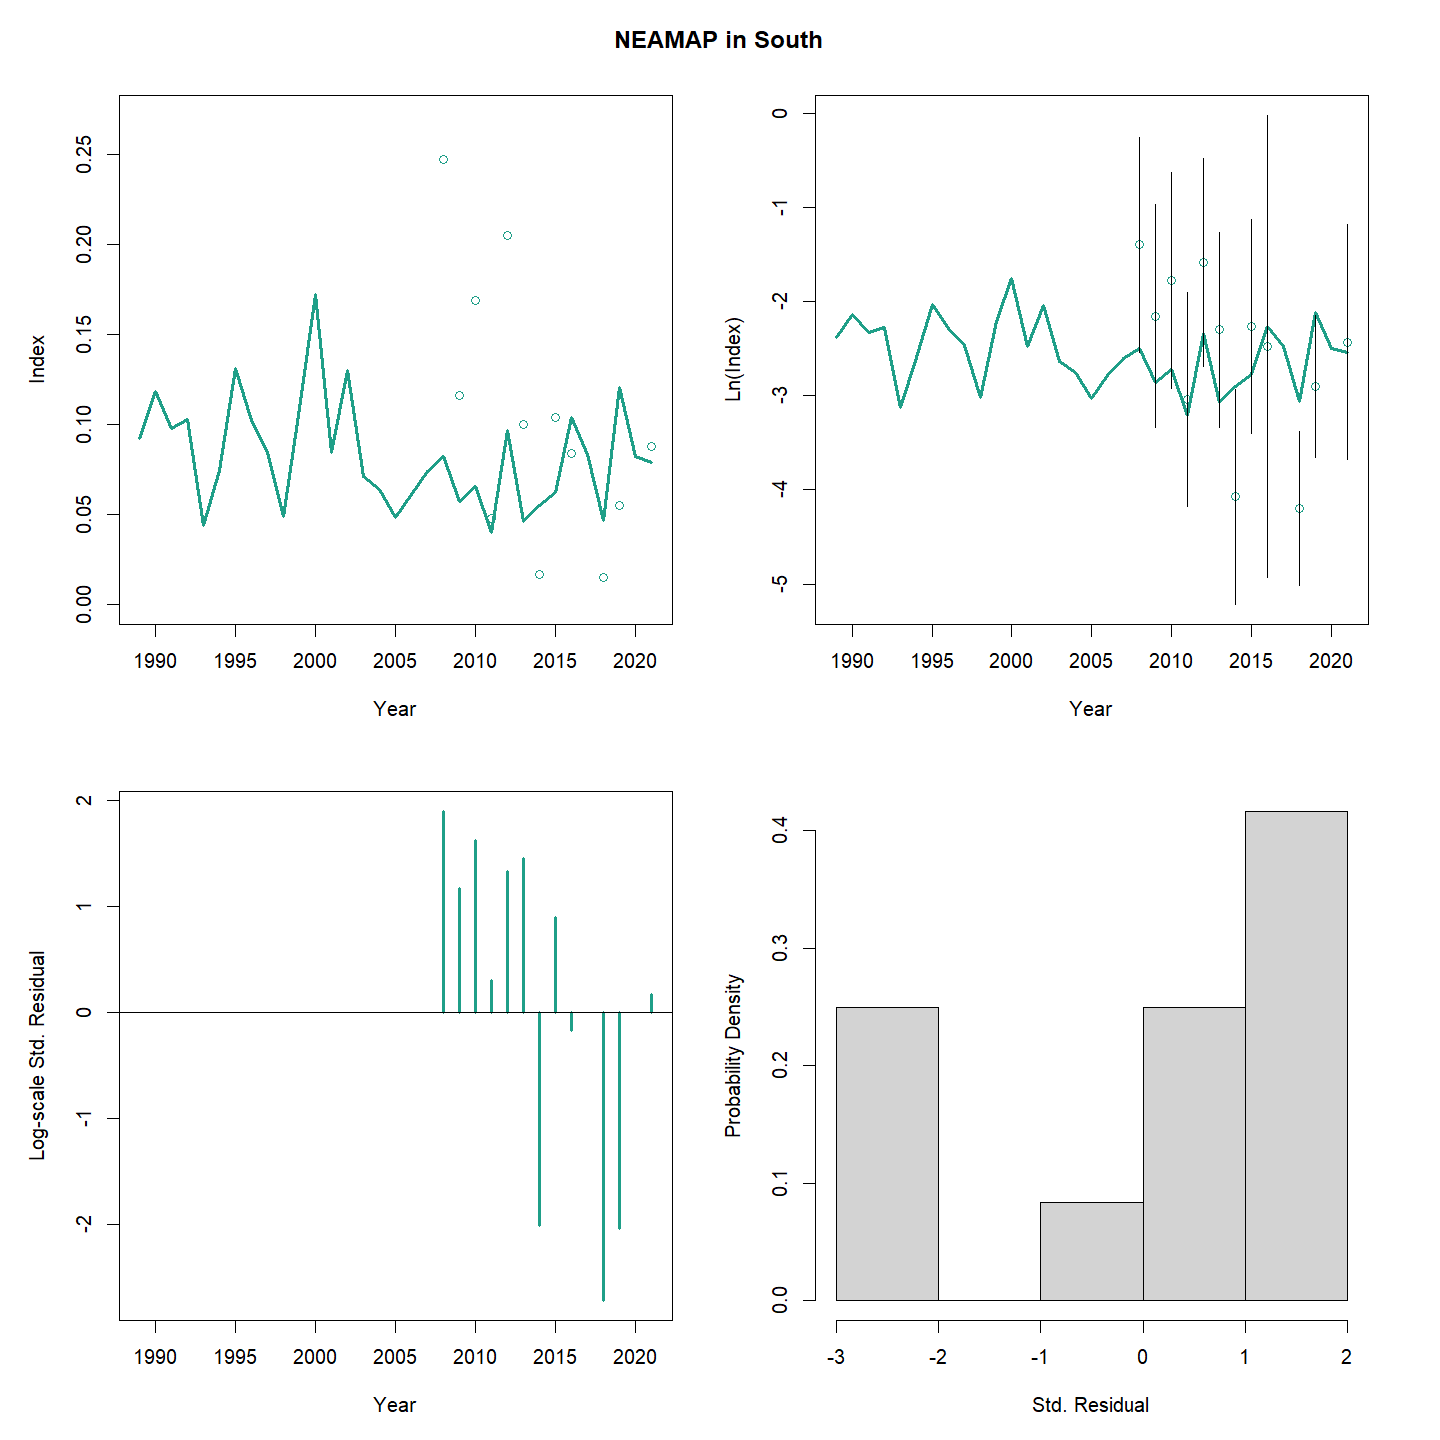 NEAMAP in South
Index
0.00 0.05 0.10 0.15 0.20 0.25
1990 1995 2000 2005 2010 2015 2020
Year
Ln(Index)
-5 -4 -3 -2 -1 0
1990 1995 2000 2005 2010 2015 2020
Year
Log-scale Std. Residual
-2 -1 0 1 2
1990 1995 2000 2005 2010 2015 2020
Year
Probability Density
0.0 0.1 0.2 0.3 0.4
-3 -2 -1 0 1 2
Std. Residual